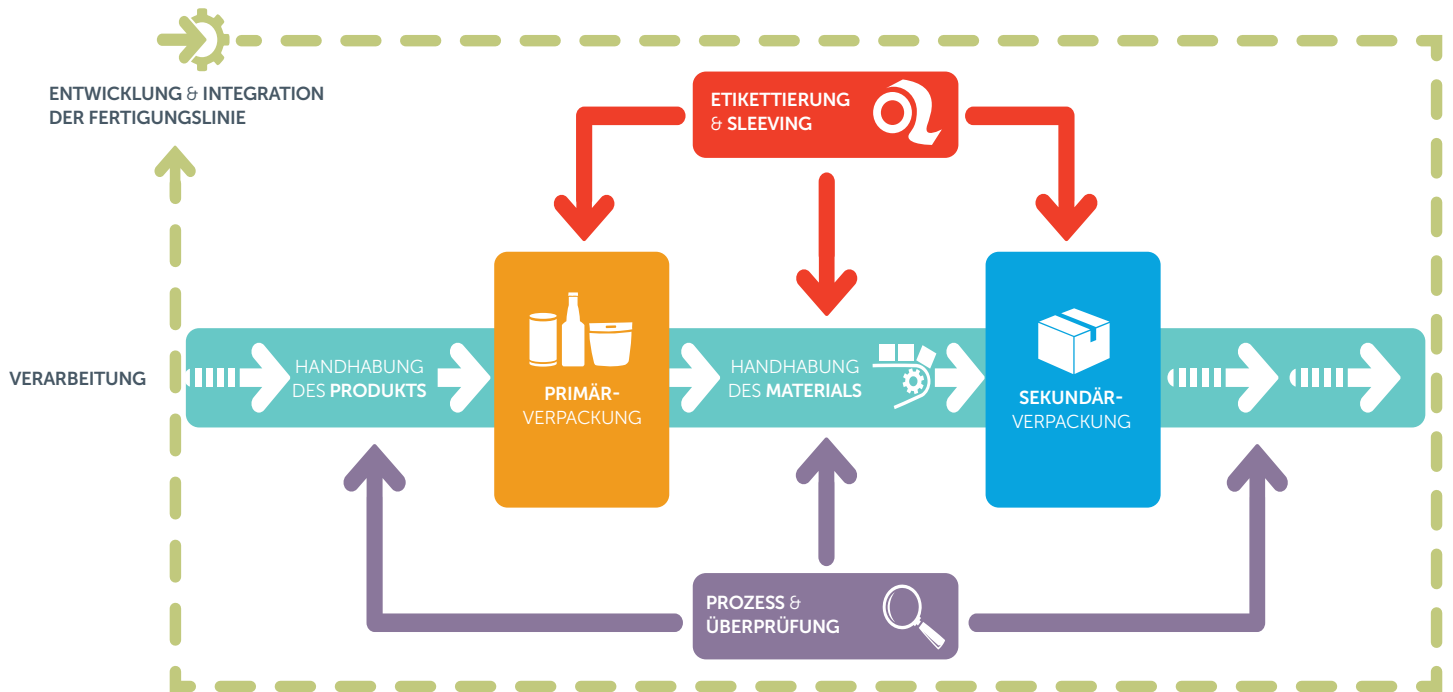 ENTWICKLUNG & INTEGRATION
DER FERTIGUNGSLINIE
ETIKETTIERUNG
& SLEEVING
VERARBEITUNG
HANDHABUNG
DES PRODUKTS
PRIMÄR-
VERPACKUNG
HANDHABUNG
DES MATERIALS
SEKUNDÄR-
VERPACKUNG
PROZESS &
ÜBERPRÜFUNG